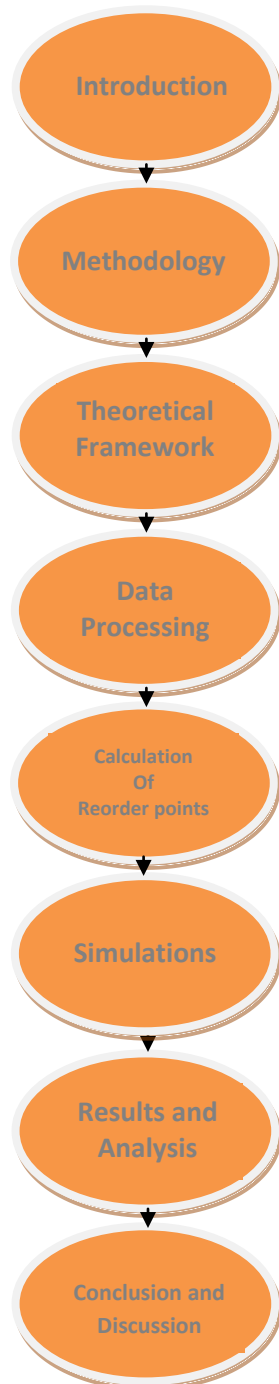 Introduction
Methodology
Theoretical
Framework
Data
Processing
Calculation
Of
Reorder points
Simulations
Results and
Analysis
Conclusion and
Discussion